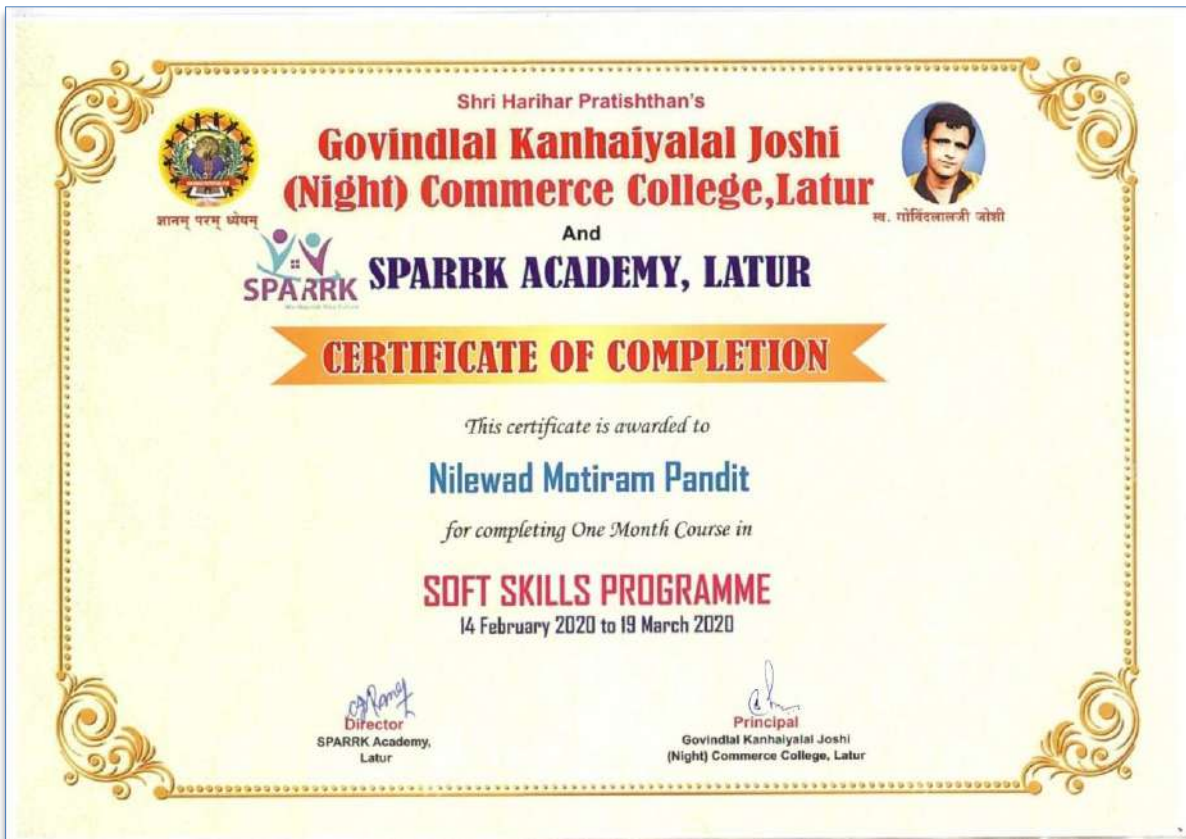 Shri Harihar Pratishthan's
Govindlal Kanhaiyalal Joshi
(Night) Commerce College,Latur
ज्ञानम् परम् ध्येयम्
स्व. गोविंदलालजी जोशी
And
SPARRK
SPARRK ACADEMY, LATUR
CERTIFICATE OF COMPLETION
This certificate is awarded to
Nilewad Motiram Pandit
for completing One Month Course in
SOFT SKILLS PROGRAMME
14 February 2020 to 19 March 2020
Director
SPARRK Academy,
Latur
Principal
Govindlal Kanhaiyalal Joshi
(Night) Commerce College, Latur